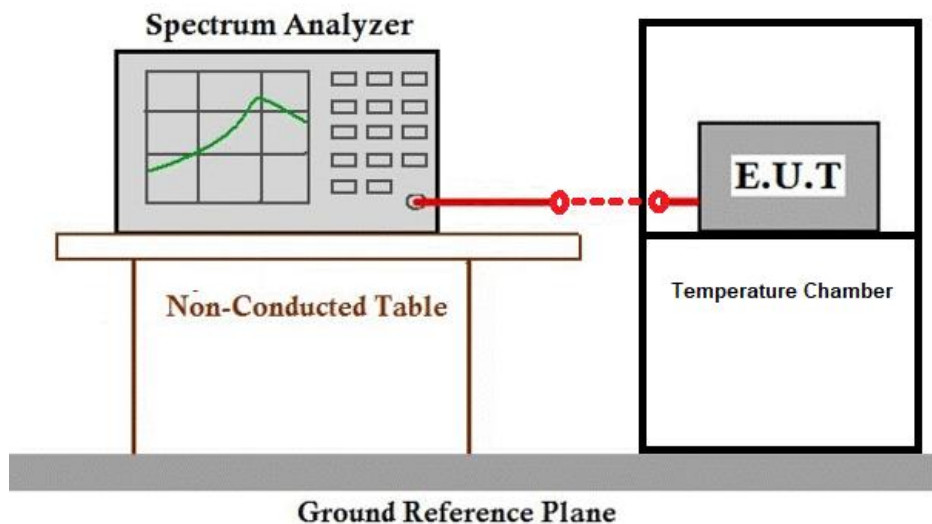 Spectrum Analyzer
E.U.T
Temperature Chamber
Non-Conducted Table
Ground Reference Plane